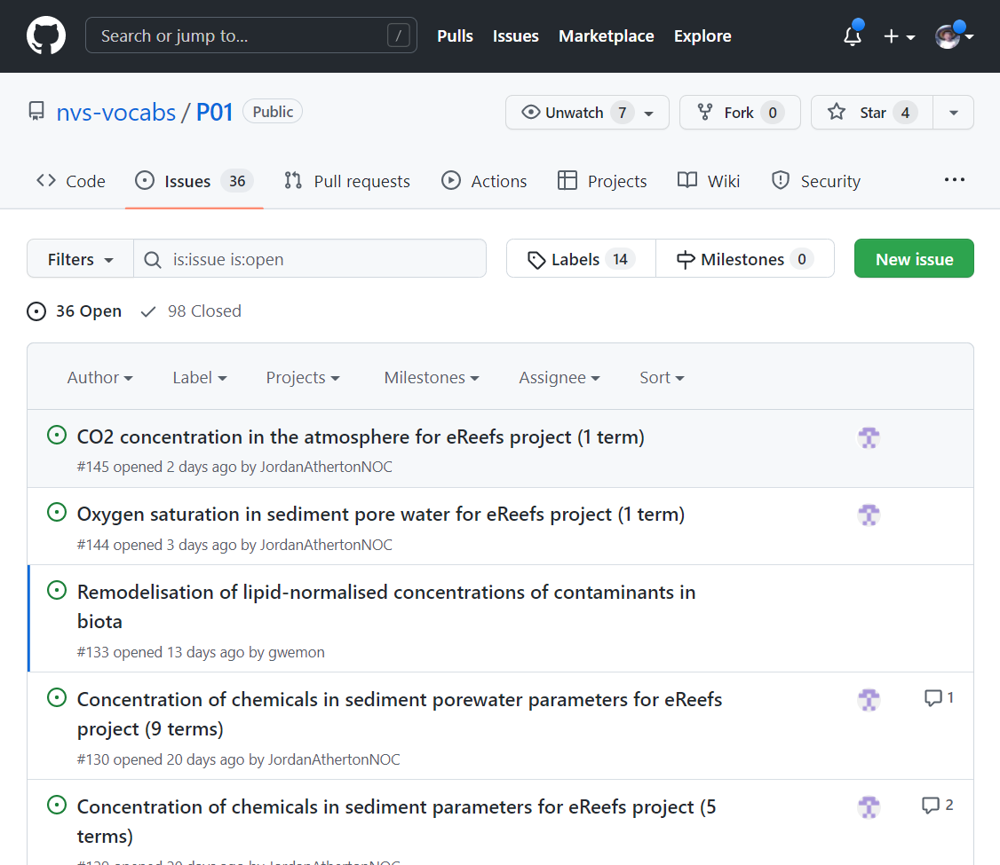 Search or jump to... /
Pulls Issues Marketplace Explore
nvs-vocabs / P01 Public
Unwatch 7 Fork 0 Star 4
Code Issues 36 Pull requests Actions Projects Wiki Security ...
Filters is:issue is:open Labels 14 Milestones 0 New issue
36 Open 98 Closed
Author Label Projects Milestones Assignee Sort
CO2 concentration in the atmosphere for eReefs project (1 term)
#145 opened 2 days ago by JordanAthertonNOC
Oxygen saturation in sediment pore water for eReefs project (1 term)
#144 opened 3 days ago by JordanAthertonNOC
Remodelisation of lipid-normalised concentrations of contaminants in
biota
#133 opened 13 days ago by gwemon
Concentration of chemicals in sediment porewater parameters for eReefs
project (9 terms)
1
#130 opened 20 days ago by JordanAthertonNOC
Concentration of chemicals in sediment parameters for eReefs project (5
terms)
2
opened 20 days ago by JordanAthertonNOC